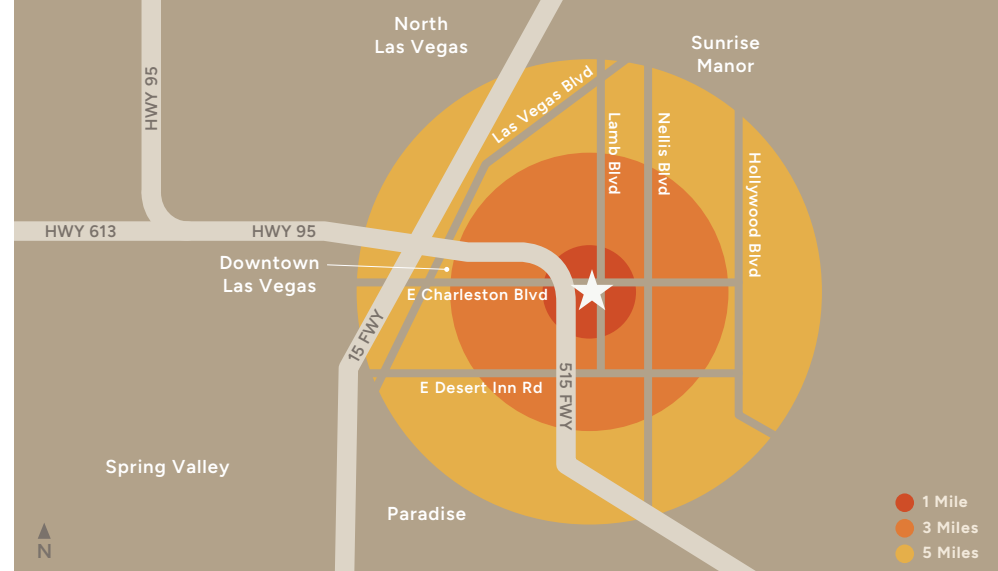 North
Las Vegas
Sunrise
Manor
HWY 95
Las Vegas Blvd
Lamb Blvd
Nellis Blvd
Hollywood Blvd
HWY 613
HWY 95
Downtown
Las Vegas
E Charleston Blvd
15 FWY
515 FWY
E Desert Inn Rd
Spring Valley
Paradise
1 Mile
3 Miles
5 Miles
N